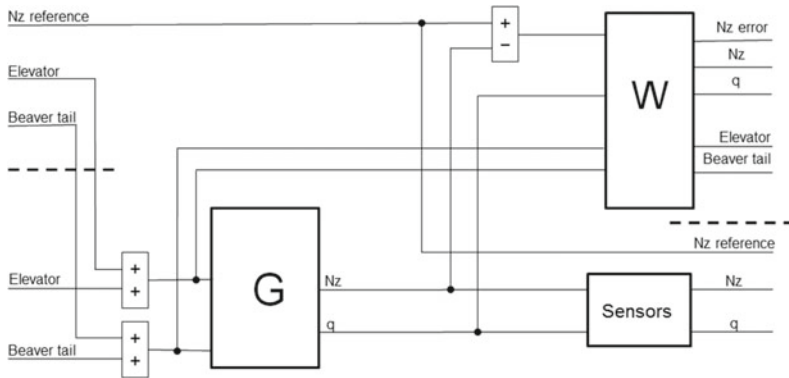 Nz reference
+
−
W
Nz error
Nz
q
Elevator
Beaver tail
Elevator
Beaver tail
Nz reference
Elevator
+
+
G
Nz
q
Sensors
Nz
q
Beaver tail
+
+